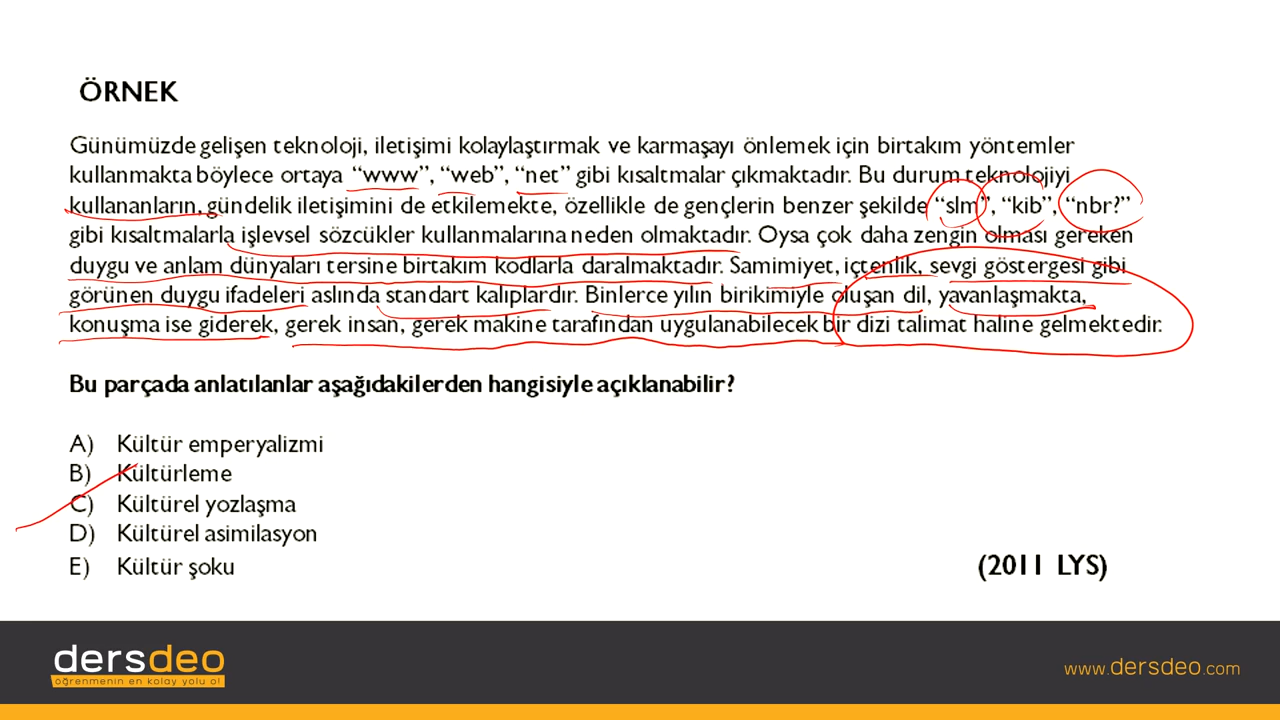 ÖRNEK
Günümüzde gelişen teknoloji, iletişimi kolaylaştırmak ve karmaşayı önlemek için birtakım yöntemler
kullanmakta böylece ortaya “www”, “web”, “net” gibi kısaltmalar çıkmaktadır. Bu durum teknolojiyi
kullananların, gündelik iletişimini de etkilemekte, özellikle de gençlerin benzer şekilde “slm”, “kib”, “nbr?”
gibi kısaltmalarla işlevsel sözcükler kullanmalarına neden olmaktadır. Oysa çok daha zengin olması gereken
duygu ve anlam dünyaları tersine birtakım kodlarla daralmaktadır. Samimiyet, içtenlik, sevgi göstergesi gibi
görünen duygu ifadeleri aslında standart kalıplardır. Binlerce yılın birikimiyle oluşan dil, yavanlaşmakta,
konuşma ise giderek, gerek insan, gerek makine tarafından uygulanabilecek bir dizi talimat haline gelmektedir.
Bu parçada anlatılanlar aşağıdakilerden hangisiyle açıklanabilir?
A) Kültür emperyalizmi
B) Kültürleme
C) Kültürel yozlaşma
D) Kültürel asimilasyon
E) Kültür şoku
(2011 LYS)
dersdeo
öğrenmenin en kolay yolu o!
www.dersdeo.com